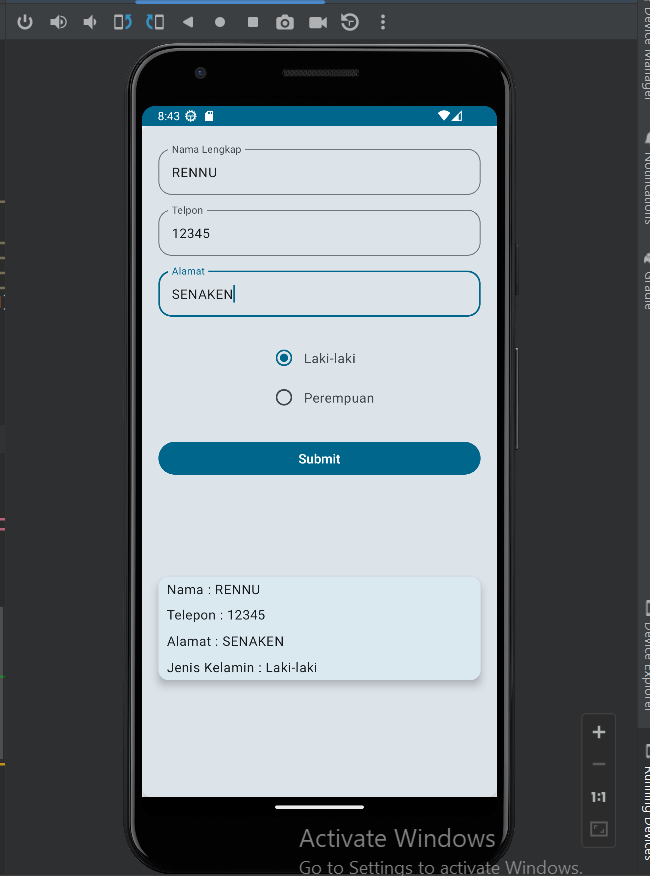 8:43
Nama Lengkap
RENNU
Telpon
12345
Alamat
SENAKEN
Laki-laki
Perempuan
Submit
Nama : RENNU
Telepon : 12345
Alamat : SENAKEN
Jenis Kelamin : Laki-laki
1:1
Activate Windows
Go to Settings to activate Windows.
Device Manager
Notifications
Gradle
Device Explorer
Running Devices